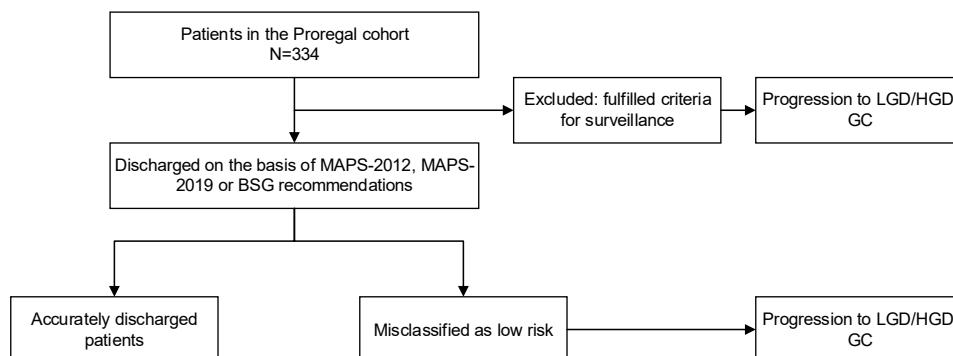 Patients in the Proregal cohort
N=334
Excluded: fulfilled criteria
for surveillance
Progression to LGD/HGD
GC
Discharged on the basis of MAPS-2012, MAPS-
2019 or BSG recommendations
Accurately discharged
patients
Misclassified as low risk
Progression to LGD/HGD
GC